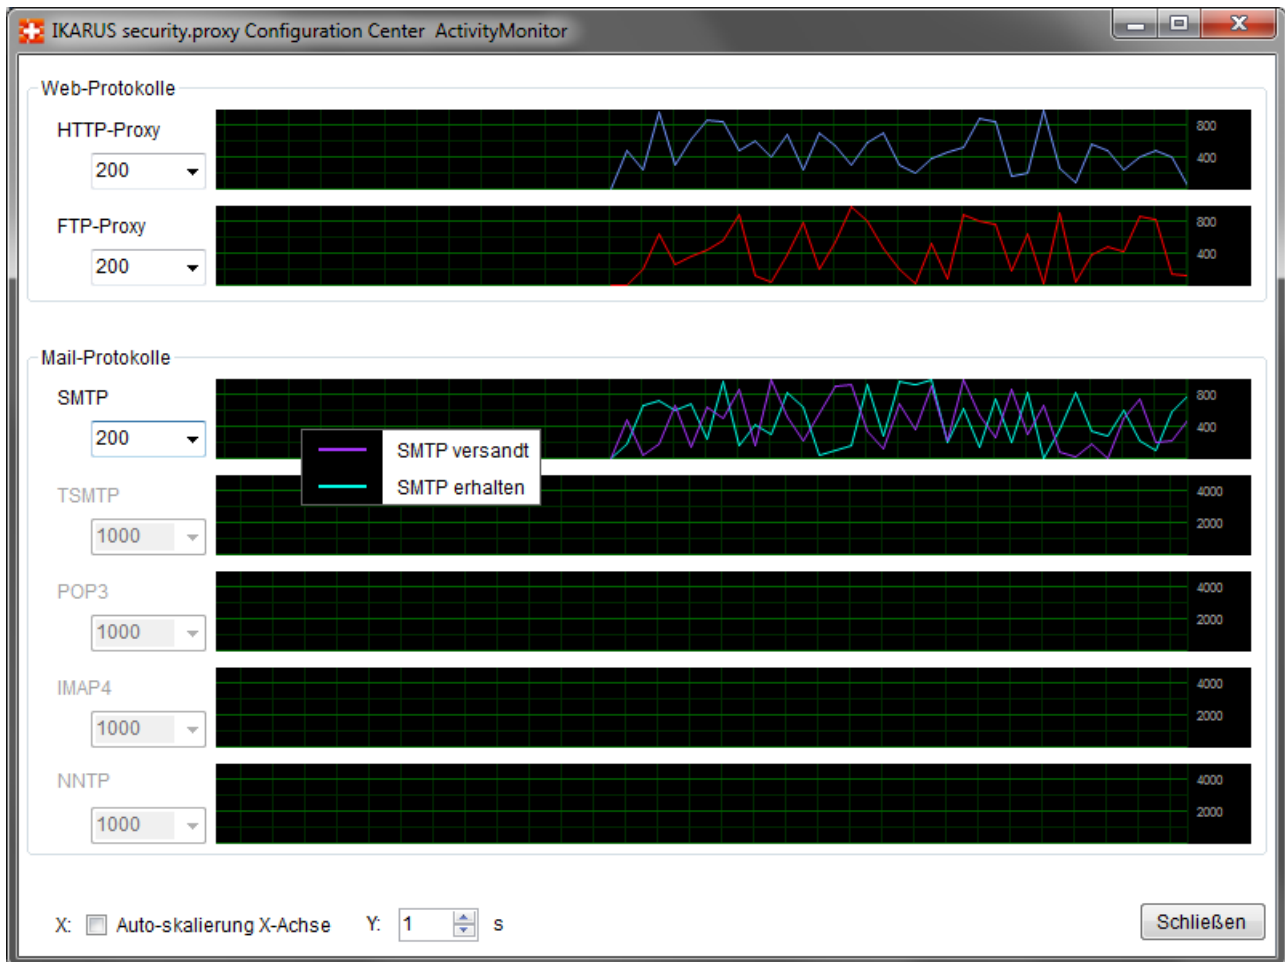 IKARUS security.proxy Configuration Center ActivityMonitor
Web-Protokolle
HTTP-Proxy
200
800
400
FTP-Proxy
200
800
400
Mail-Protokolle
SMTP
200
800
400
SMTP versandt
SMTP erhalten
TSMTP
1000
4000
2000
POP3
1000
4000
2000
IMAP4
1000
4000
2000
NNTP
1000
4000
2000
X: Auto-skalierung X-Achse Y: 1 s
Schließen